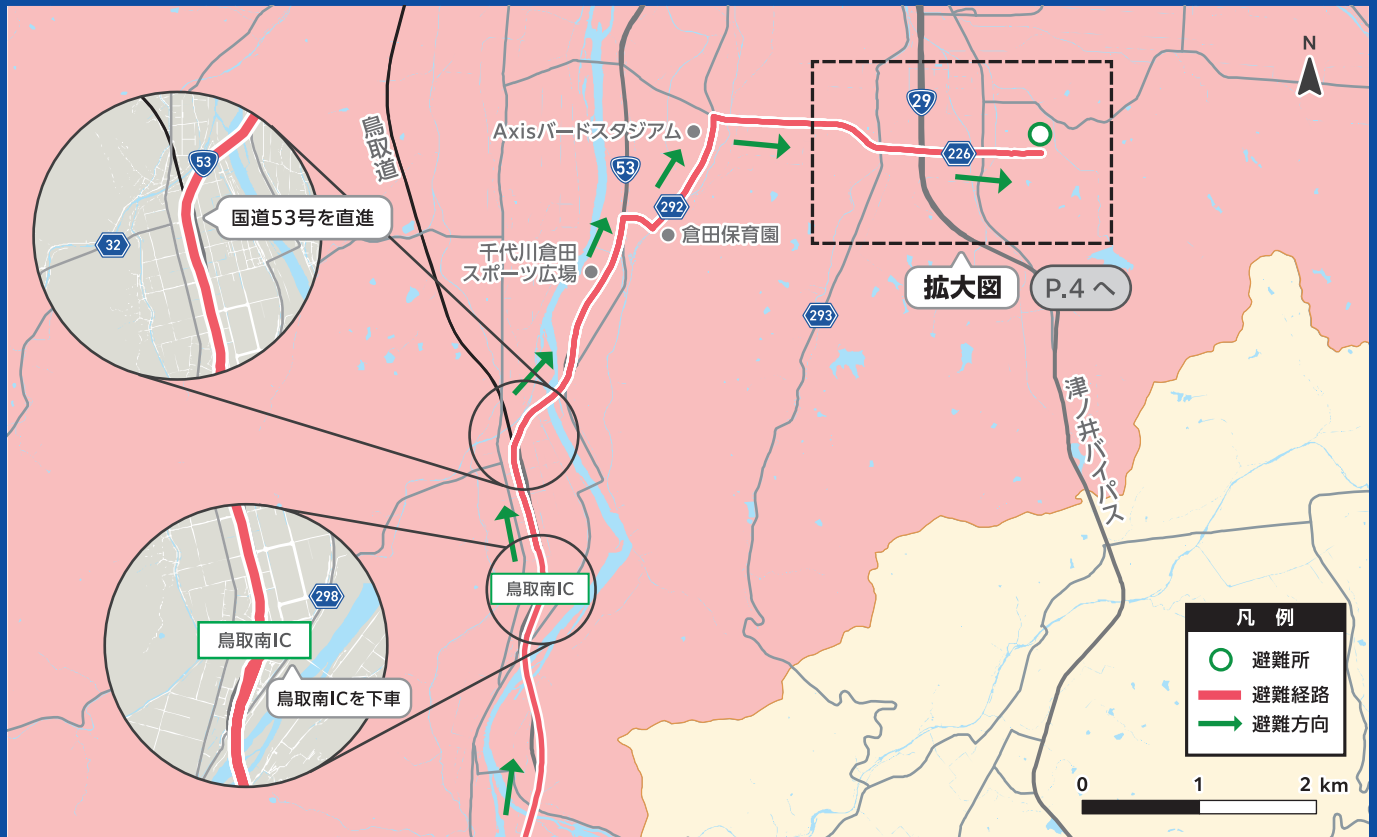 N
鳥取道
Axisバードスタジアム
29
53
226
53
国道53号を直進
32
292
倉田保育園
千代川倉田
スポーツ広場
拡大図
P.4 へ
293
津ノ井バイパス
鳥取南IC
298
鳥取南IC
鳥取南ICを下車
凡 例
避難所
避難経路
避難方向
0 1 2 km